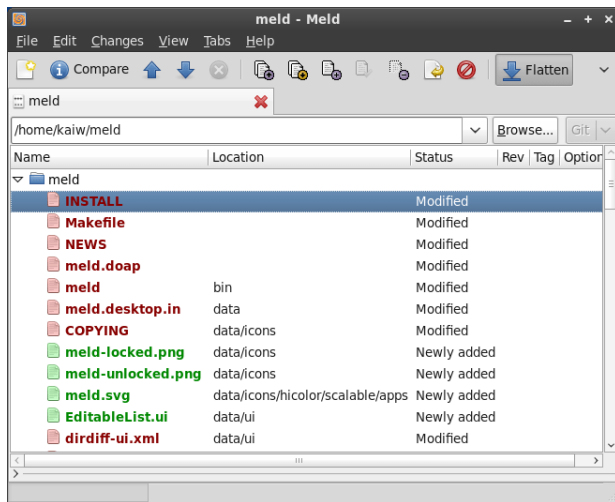 meld - Meld
File Edit Changes View Tabs Help
Compare Flatten
meld
/home/kaiw/meld Browse... Git
Name Location Status Rev Tag Option
meld
INSTALL Modified
Makefile Modified
NEWS Modified
meld.doap Modified
meld bin Modified
meld.desktop.in data Modified
COPYING data/icons Modified
meld-locked.png data/icons Newly added
meld-unlocked.png data/icons Newly added
meld.svg data/icons/hicolor/scalable/apps Newly added
EditableList.ui data/ui Newly added
dirdiff-ui.xml data/ui Modified